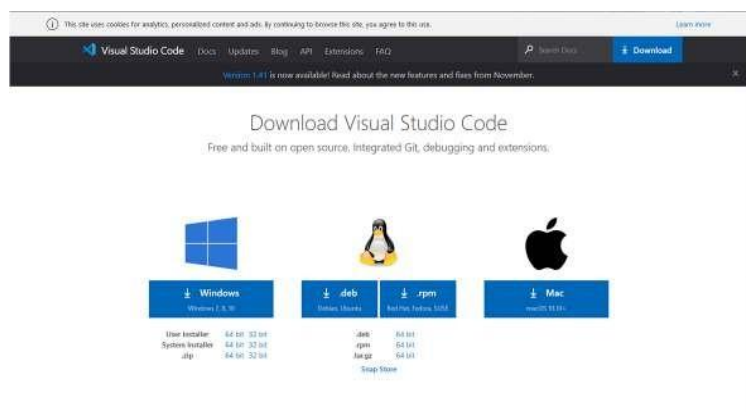 This site uses cookies for analytics, personalized content and ads. By continuing to browse this site, you agree to this use.
Learn more
Visual Studio Code Docs Updates Blog API Extensions FAQ
Search Docs
Download
Version 1.41 is now available! Read about the new features and fixes from November.
X
Download Visual Studio Code
Free and built on open source. Integrated Git, debugging and extensions.
Windows
Windows 7, 8, 10
.deb
Debian, Ubuntu
.rpm
Red Hat, Fedora, SUSE
Mac
User Installer 64 bit 32 bit
System Installer 64 bit 32 bit
.zip 64 bit 32 bit
.deb 64 bit
.rpm 64 bit
.tar.gz 64 bit
Snap Store